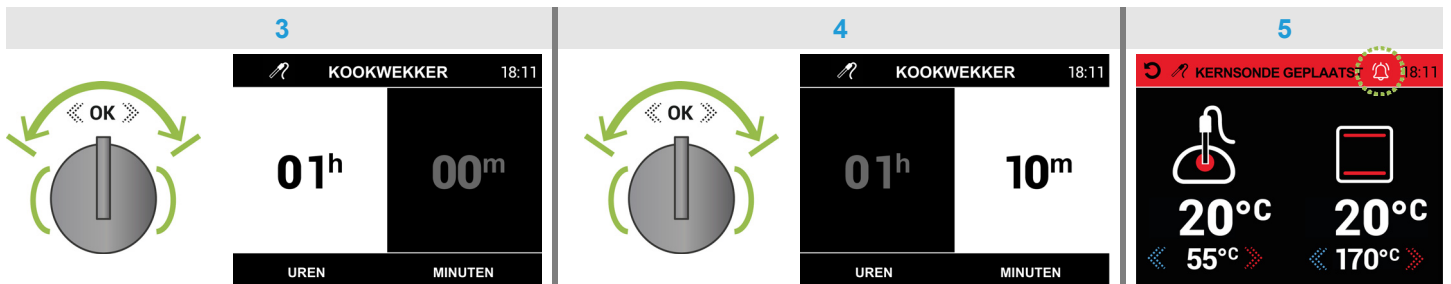 3
OK
KOOKWEKKER 18:11
01h 00m
UREN MINUTEN
4
OK
KOOKWEKKER 18:11
01h 10m
UREN MINUTEN
5
KERNSONDE GEPLAATST 18:11
20°C 20°C
55°C 170°C